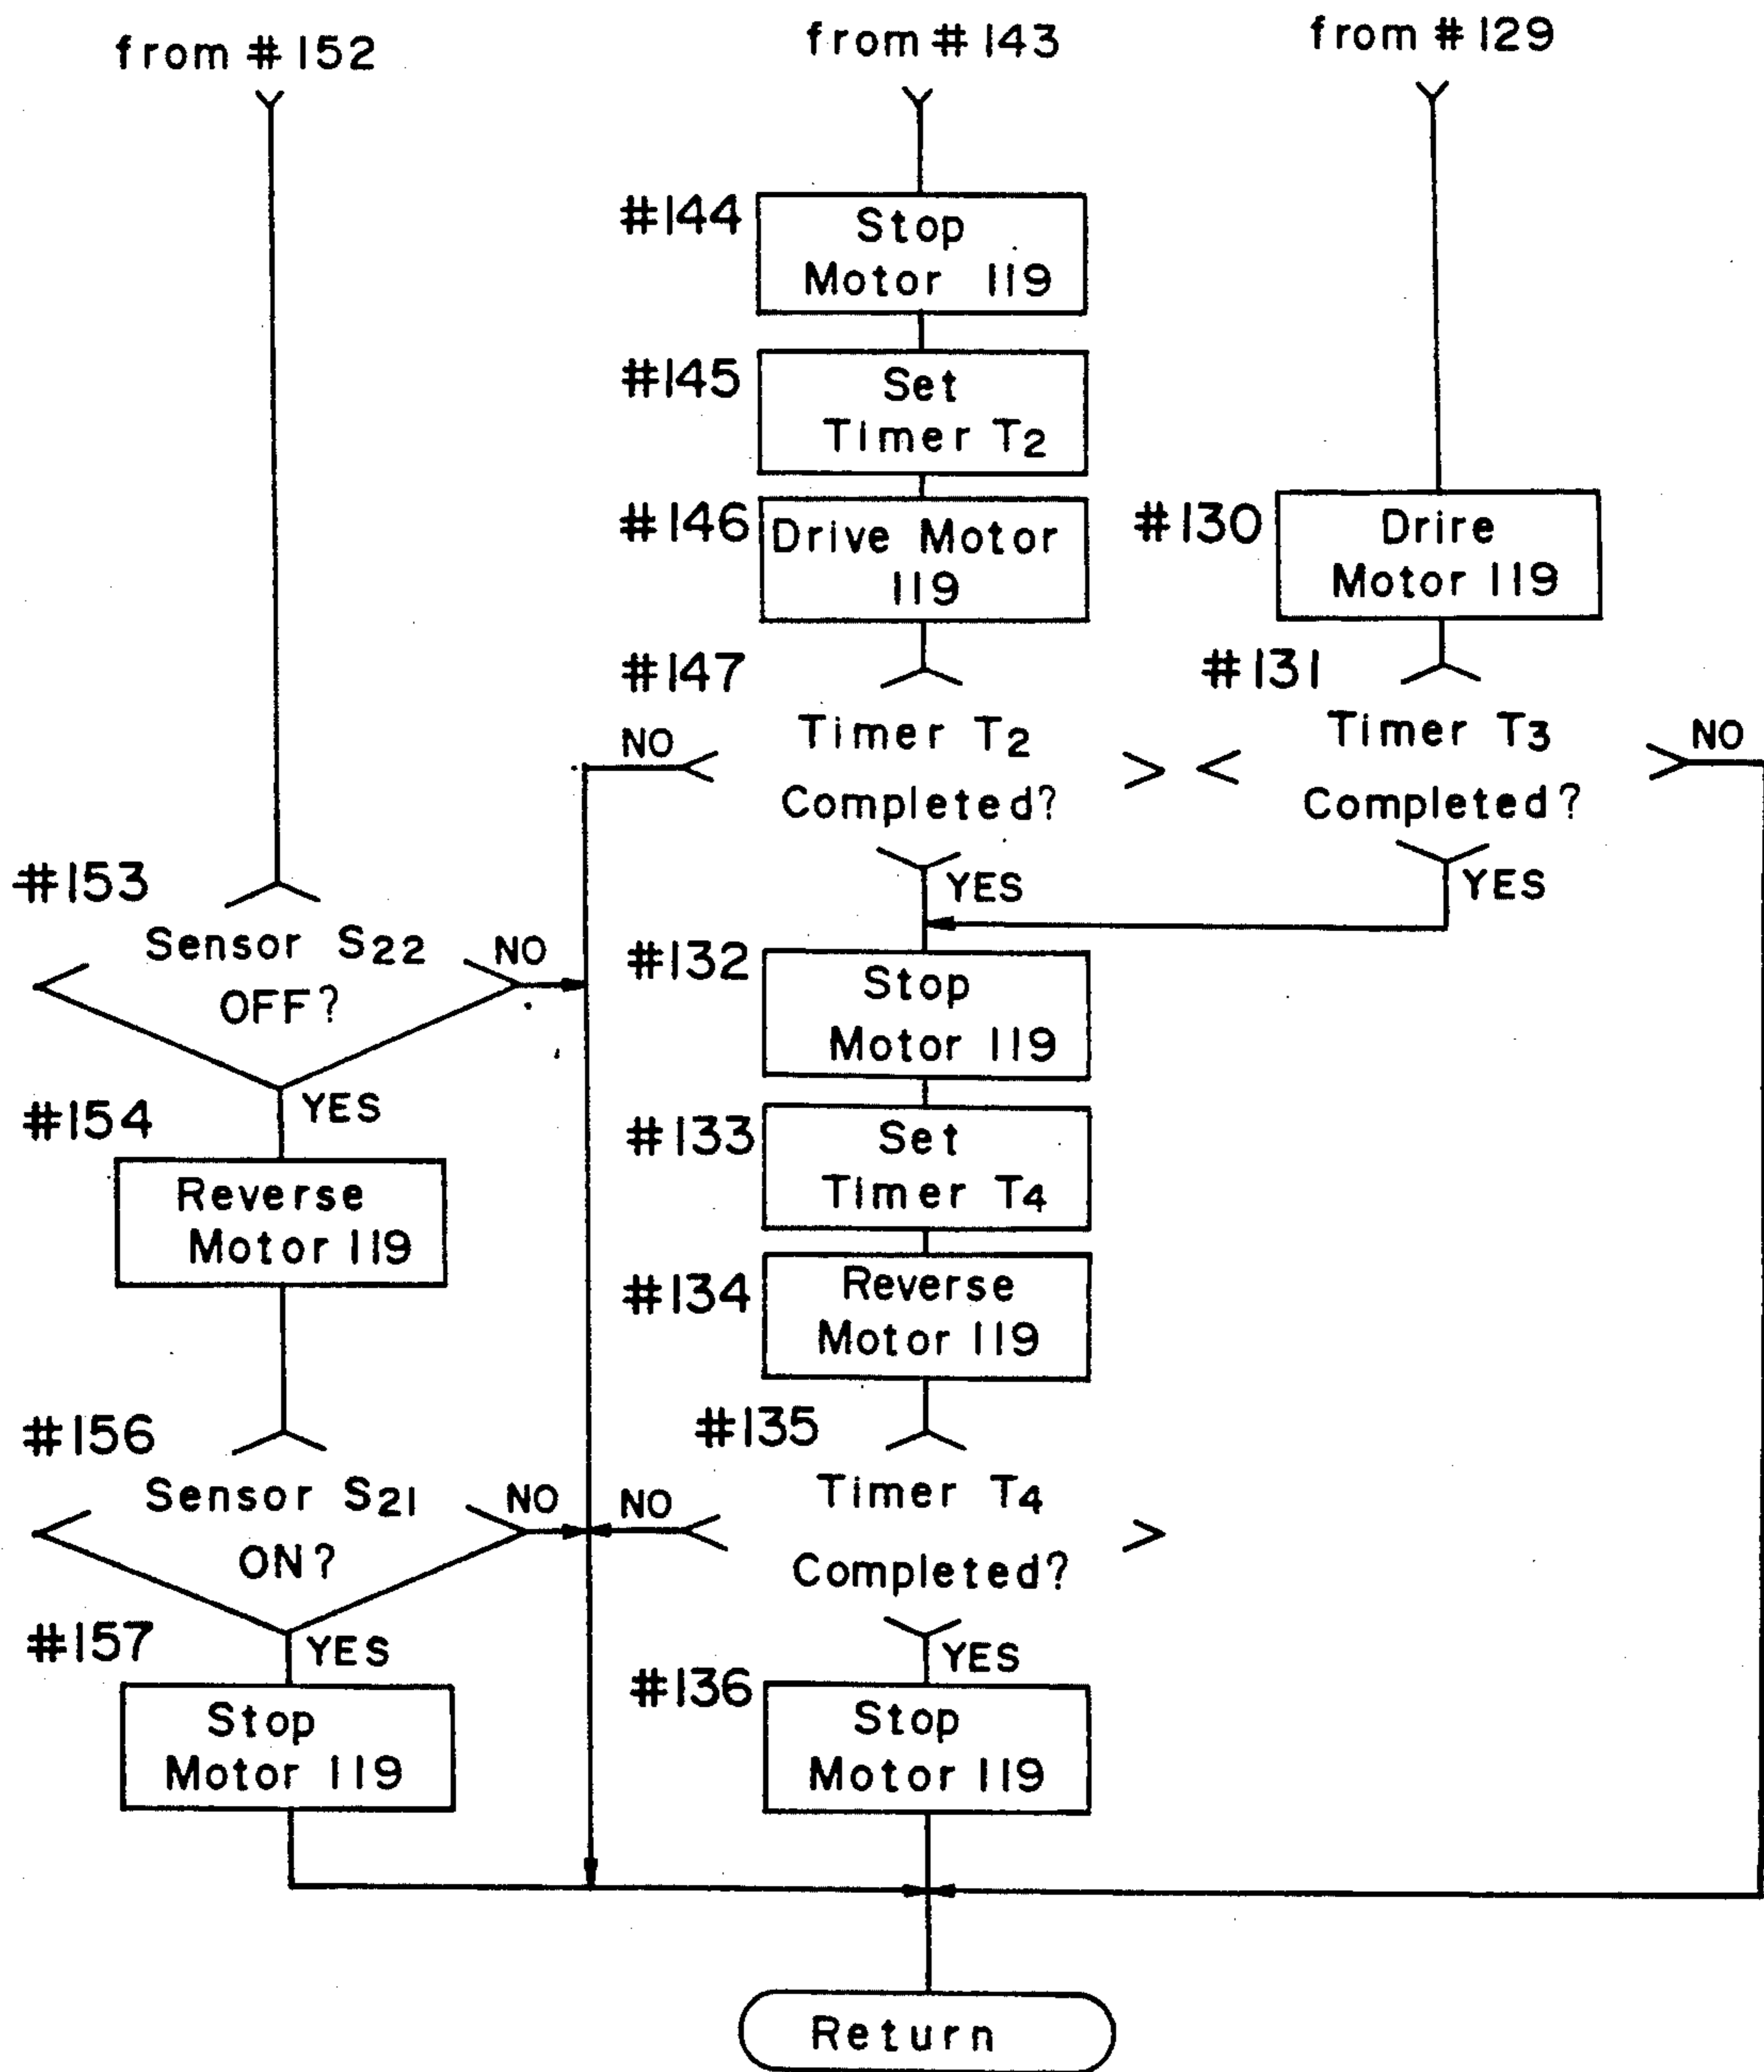 from #152
from #143
from #129
#144
Stop
Motor 119
#145
Set
Timer T2
#146
Drive Motor
119
#130
Drire
Motor 119
#147
Timer T2
Completed?
NO
YES
#131
Timer T3
Completed?
NO
YES
#153
Sensor S22
OFF?
NO
YES
#132
Stop
Motor 119
#154
Reverse
Motor 119
#133
Set
Timer T4
#134
Reverse
Motor 119
#156
Sensor S21
ON?
NO
YES
#135
Timer T4
Completed?
NO
YES
#157
Stop
Motor 119
#136
Stop
Motor 119
Return